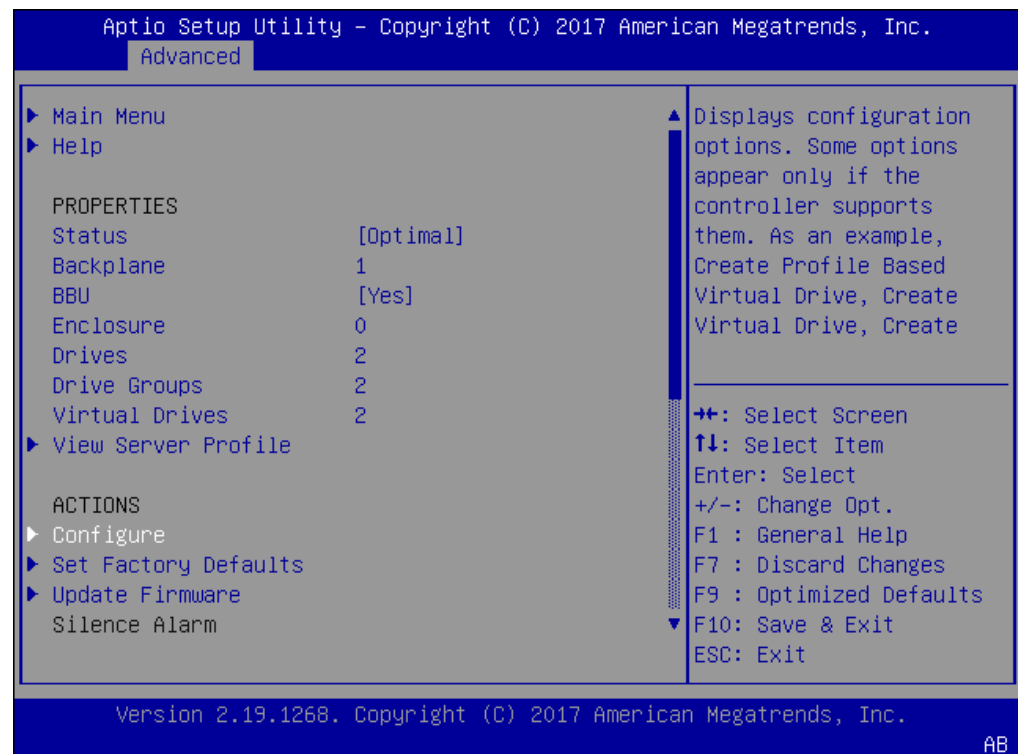 Aptio Setup Utility – Copyright (C) 2017 American Megatrends, Inc.
Advanced
Main Menu
Help
PROPERTIES
Status [Optimal]
Backplane 1
BBU [Yes]
Enclosure 0
Drives 2
Drive Groups 2
Virtual Drives 2
View Server Profile
ACTIONS
Configure
Set Factory Defaults
Update Firmware
Silence Alarm
Displays configuration
options. Some options
appear only if the
controller supports
them. As an example,
Create Profile Based
Virtual Drive, Create
Virtual Drive, Create
→←: Select Screen
↑↓: Select Item
Enter: Select
+/-: Change Opt.
F1 : General Help
F7 : Discard Changes
F9 : Optimized Defaults
F10: Save & Exit
ESC: Exit
Version 2.19.1268. Copyright (C) 2017 American Megatrends, Inc.
AB